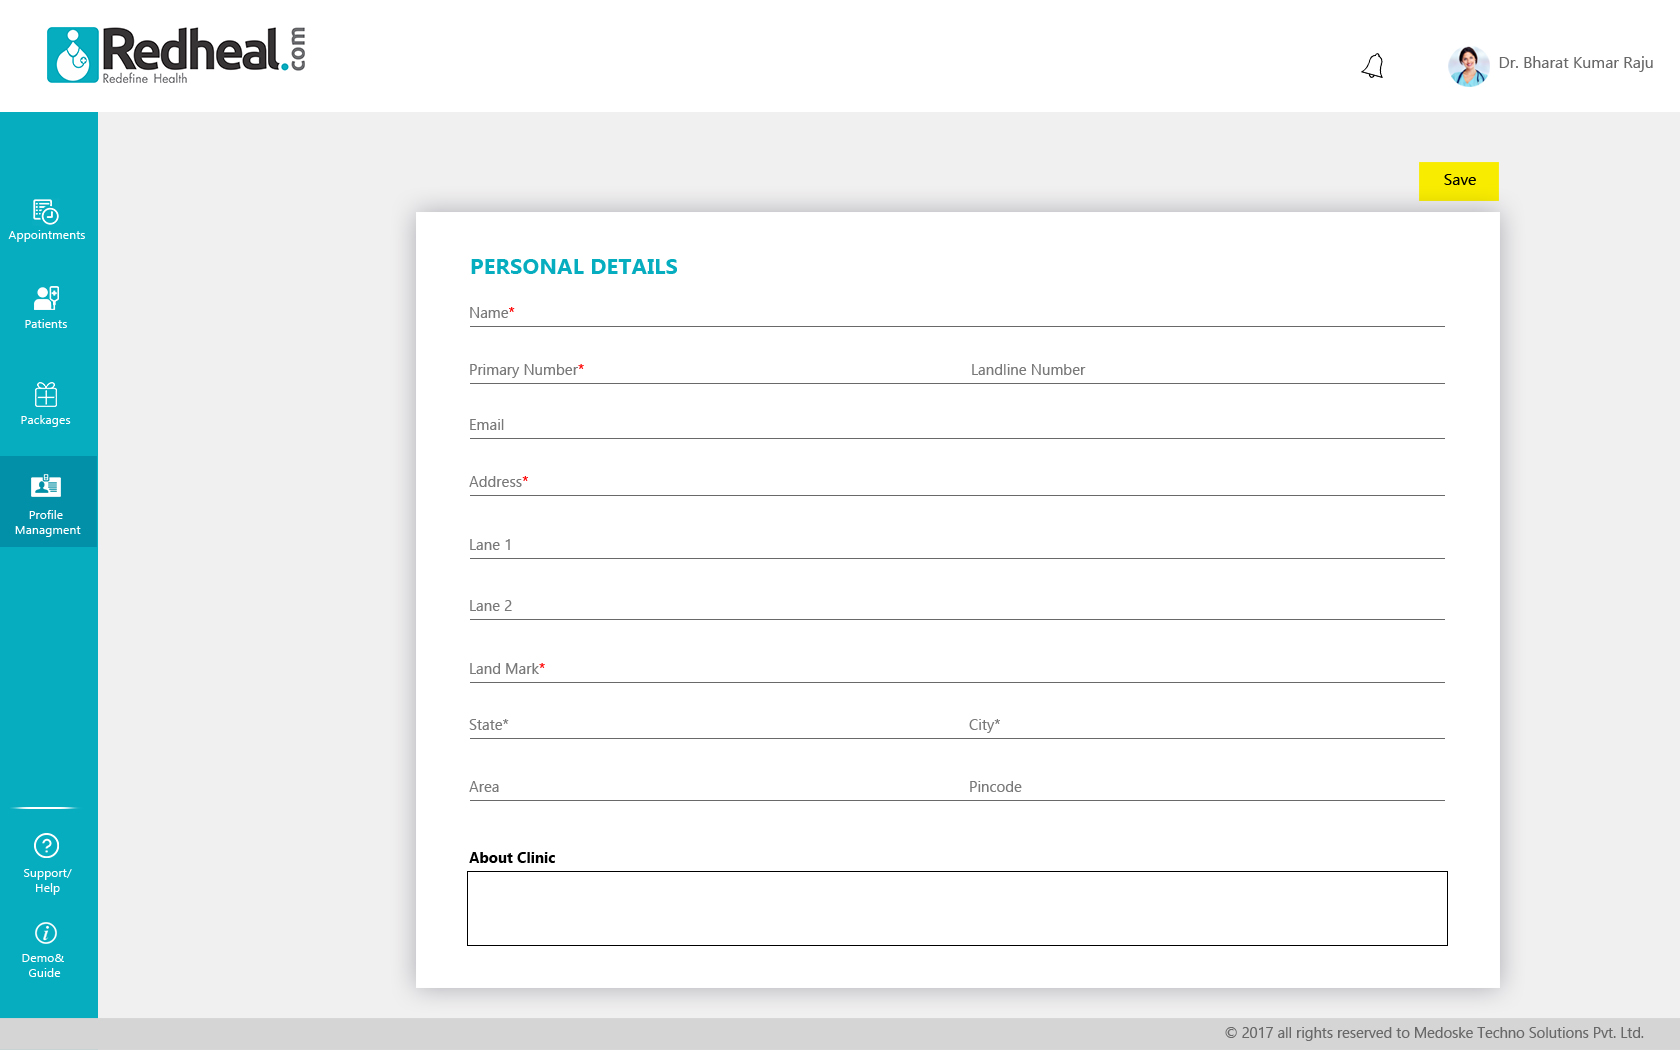 Redheal.com
Redefine Health
Dr. Bharat Kumar Raju
Save
Appointments
Patients
Packages
Profile
Managment
Support/
Help
Demo&
Guide
PERSONAL DETAILS
Name*
Primary Number* Landline Number
Email
Address*
Lane 1
Lane 2
Land Mark*
State* City*
Area Pincode
About Clinic
© 2017 all rights reserved to Medoske Techno Solutions Pvt. Ltd.